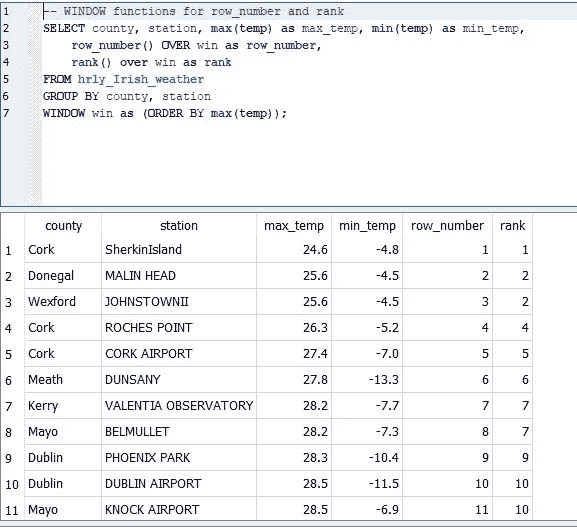 1 -- WINDOW functions for row_number and rank
2 SELECT county, station, max(temp) as max_temp, min(temp) as min_temp,
3 row_number() OVER win as row_number,
4 rank() over win as rank
5 FROM hrly_Irish_weather
6 GROUP BY county, station
7 WINDOW win as (ORDER BY max(temp));
county station max_temp min_temp row_number rank
1 Cork SherkinIsland 24.6 -4.8 1 1
2 Donegal MALIN HEAD 25.6 -4.5 2 2
3 Wexford JOHNSTOWNII 25.6 -4.5 3 2
4 Cork ROCHES POINT 26.3 -5.2 4 4
5 Cork CORK AIRPORT 27.4 -7.0 5 5
6 Meath DUNSANY 27.8 -13.3 6 6
7 Kerry VALENTIA OBSERVATORY 28.2 -7.7 7 7
8 Mayo BELMULLET 28.2 -7.3 8 7
9 Dublin PHOENIX PARK 28.3 -10.4 9 9
10 Dublin DUBLIN AIRPORT 28.5 -11.5 10 10
11 Mayo KNOCK AIRPORT 28.5 -6.9 11 10